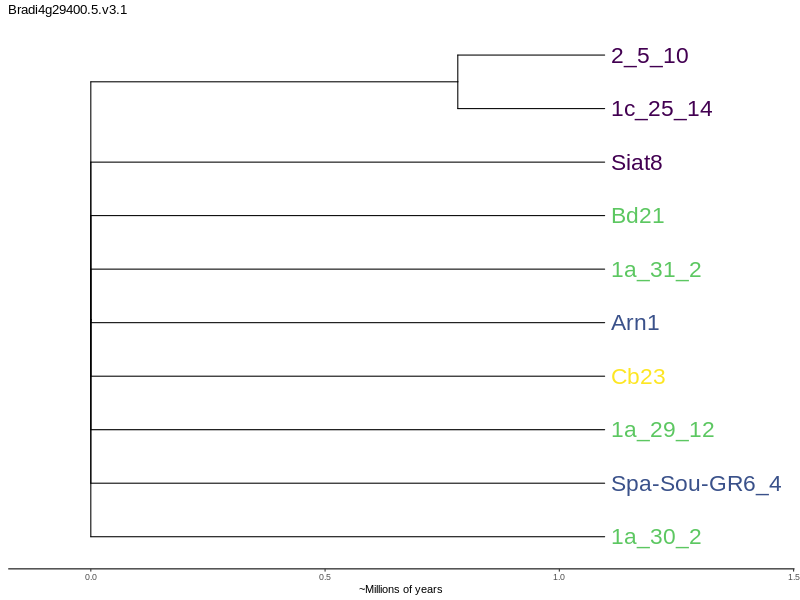 Bradi4g29400.5.v3.1
2_5_10
1c_25_14
Siat8
Bd21
1a_31_2
Arn1
Cb23
1a_29_12
Spa-Sou-GR6_4
1a_30_2
0.0 0.5 1.0 1.5
~Millions of years